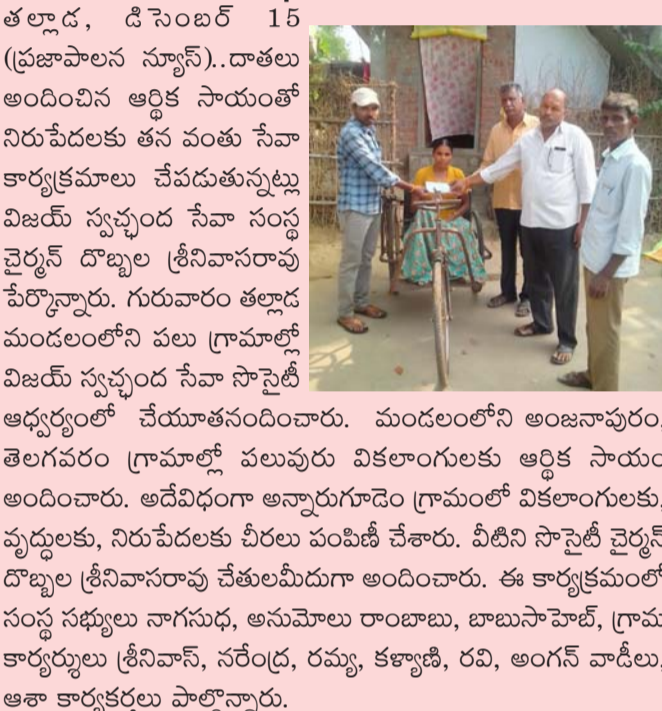 తల్లాడ, డిసెంబర్ 15
(ప్రజాపాలన న్యూస్)..దాతలు
అందించిన ఆర్థిక సాయంతో
నిరుపేదలకు తన వంతు సేవా
కార్యక్రమాలు చేపడుతున్నట్లు
విజయ్ స్వచ్ఛంద సేవా సంస్థ
చైర్మన్ దొబ్బల శ్రీనివాసరావు
పేర్కొన్నారు. గురువారం తల్లాడ
మండలంలోని పలు గ్రామాల్లో
విజయ్ స్వచ్ఛంద సేవా సొసైటీ
ఆధ్వర్యంలో చేయూతనందించారు. మండలంలోని అంజనాపురం,
తెలగవరం గ్రామాల్లో పలువురు వికలాంగులకు ఆర్థిక సాయం
అందించారు. అదేవిధంగా అన్నారుగూడెం గ్రామంలో వికలాంగులకు,
వృద్ధులకు, నిరుపేదలకు చీరలు పంపిణీ చేశారు. వీటిని సొసైటీ చైర్మన్
దొబ్బల శ్రీనివాసరావు చేతులమీదుగా అందించారు. ఈ కార్యక్రమంలో
సంస్థ సభ్యులు నాగసుధ, అనుమోలు రాంబాబు, బాబుసాహెబ్, గ్రామ
కార్యదర్శులు శ్రీనివాస్, నరేంద్ర, రమ్య, కళ్యాణి, రవి, అంగన్ వాడీలు,
ఆశా కార్యకర్తలు పాల్గొన్నారు.